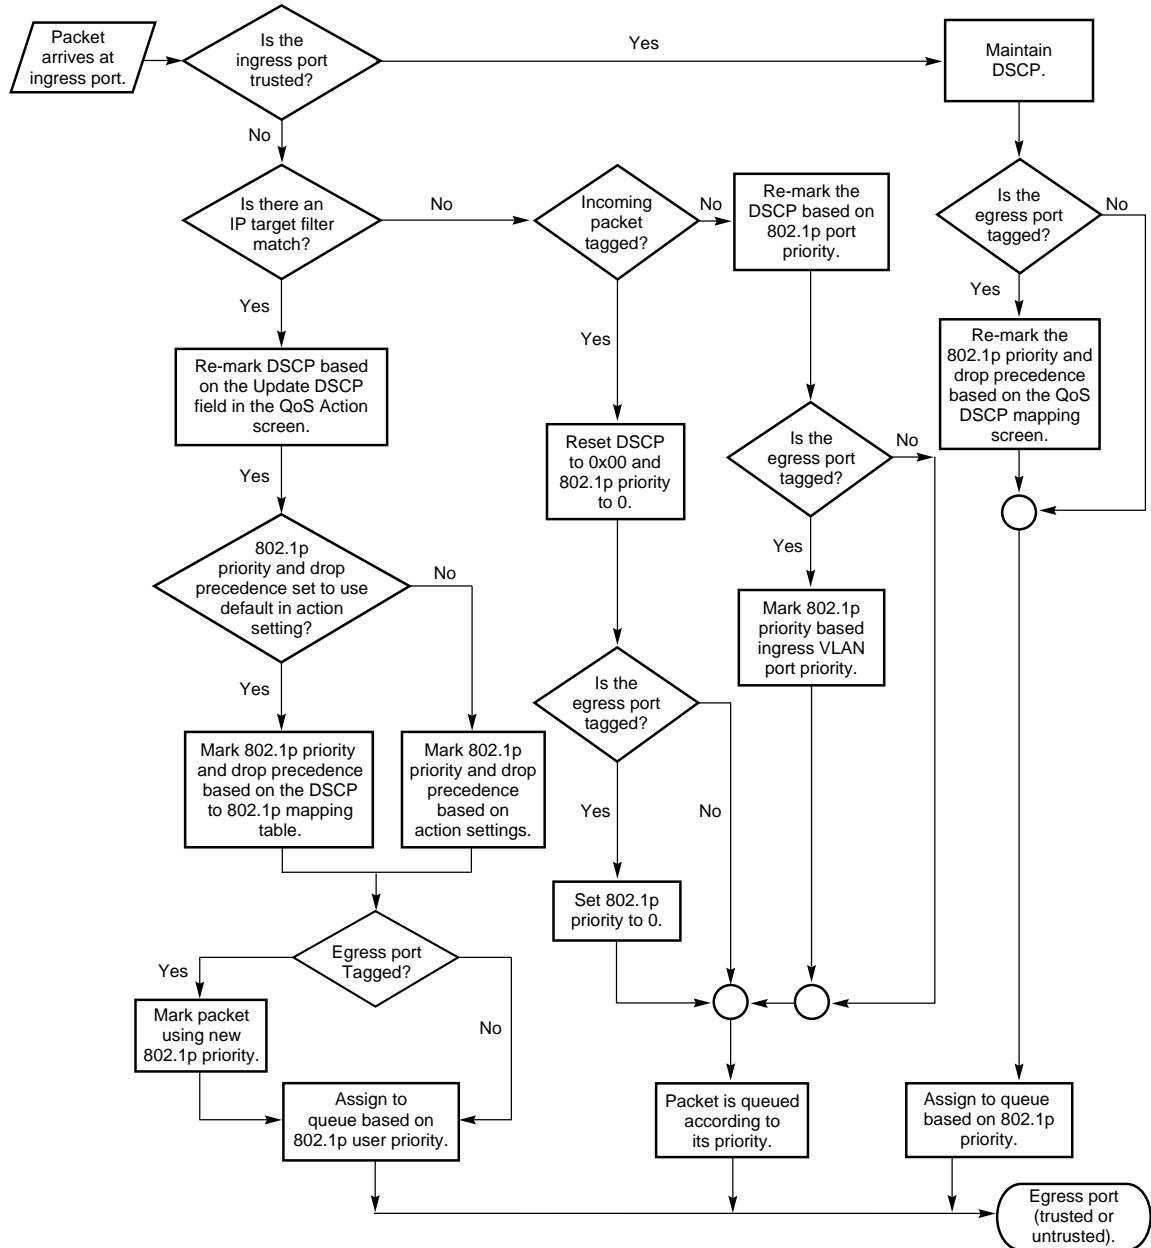 Packet
arrives at
ingress port.
Is the
ingress port
trusted?
Yes
Maintain
DSCP.
No
Is there an
IP target filter
match?
No
Incoming
packet
tagged?
No
Re-mark the
DSCP based on
802.1p port
priority.
Is the
egress port
tagged?
No
Yes
Yes
Yes
Re-mark DSCP based
on the Update DSCP
field in the QoS Action
screen.
Re-mark the
802.1p priority and
drop precedence
based on the QoS
DSCP mapping
screen.
Yes
Reset DSCP
to 0x00 and
802.1p priority
to 0.
Is the
egress port
tagged?
No
Yes
802.1p
priority and drop
precedence set to use
default in action
setting?
No
Mark 802.1p
priority based
ingress VLAN
port priority.
Yes
Is the
egress port
tagged?
Mark 802.1p priority
and drop precedence
based on the DSCP
to 802.1p mapping
table.
Mark 802.1p
priority and drop
precedence
based on
action settings.
Yes
No
Set 802.1p
priority to 0.
Egress port
Tagged?
Yes
No
Mark packet
using new
802.1p priority.
Assign to
queue based on
802.1p user priority.
Packet is queued
according to
its priority.
Assign to queue
based on 802.1p
priority.
Egress port
(trusted or
untrusted).